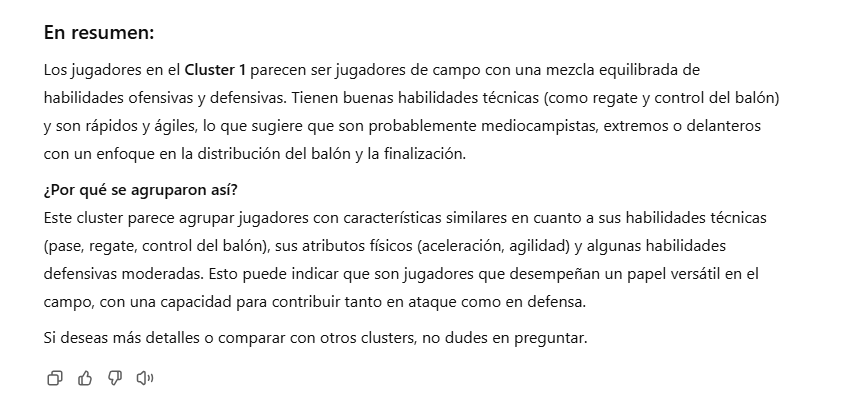 En resumen:
Los jugadores en el Cluster 1 parecen ser jugadores de campo con una mezcla equilibrada de
habilidades ofensivas y defensivas. Tienen buenas habilidades técnicas (como regate y control del balón)
y son rápidos y ágiles, lo que sugiere que son probablemente mediocampistas, extremos o delanteros
con un enfoque en la distribución del balón y la finalización.
¿Por qué se agruparon así?
Este cluster parece agrupar jugadores con características similares en cuanto a sus habilidades técnicas
(pase, regate, control del balón), sus atributos físicos (aceleración, agilidad) y algunas habilidades
defensivas moderadas. Esto puede indicar que son jugadores que desempeñan un papel versátil en el
campo, con una capacidad para contribuir tanto en ataque como en defensa.
Si deseas más detalles o comparar con otros clusters, no dudes en preguntar.